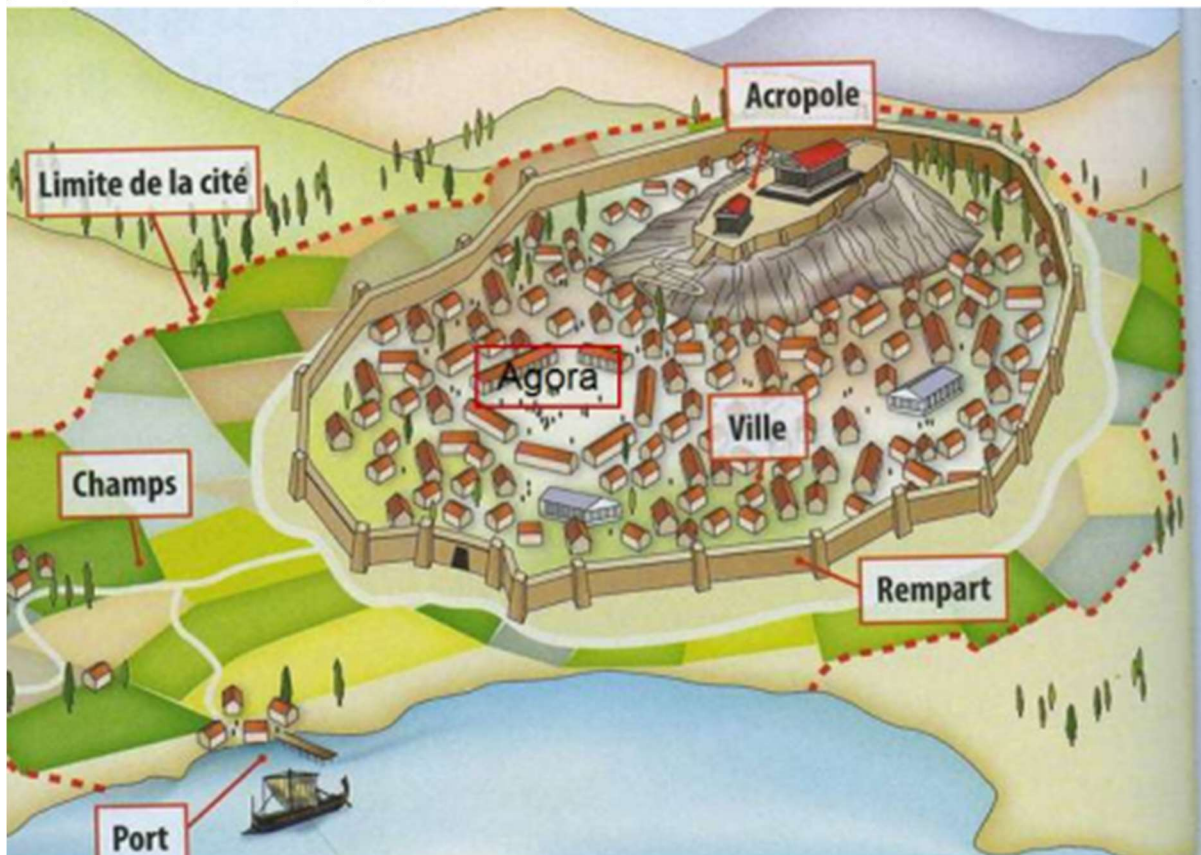 Acropole
Limite de la cité
Agora
Ville
Champs
Rempart
Port